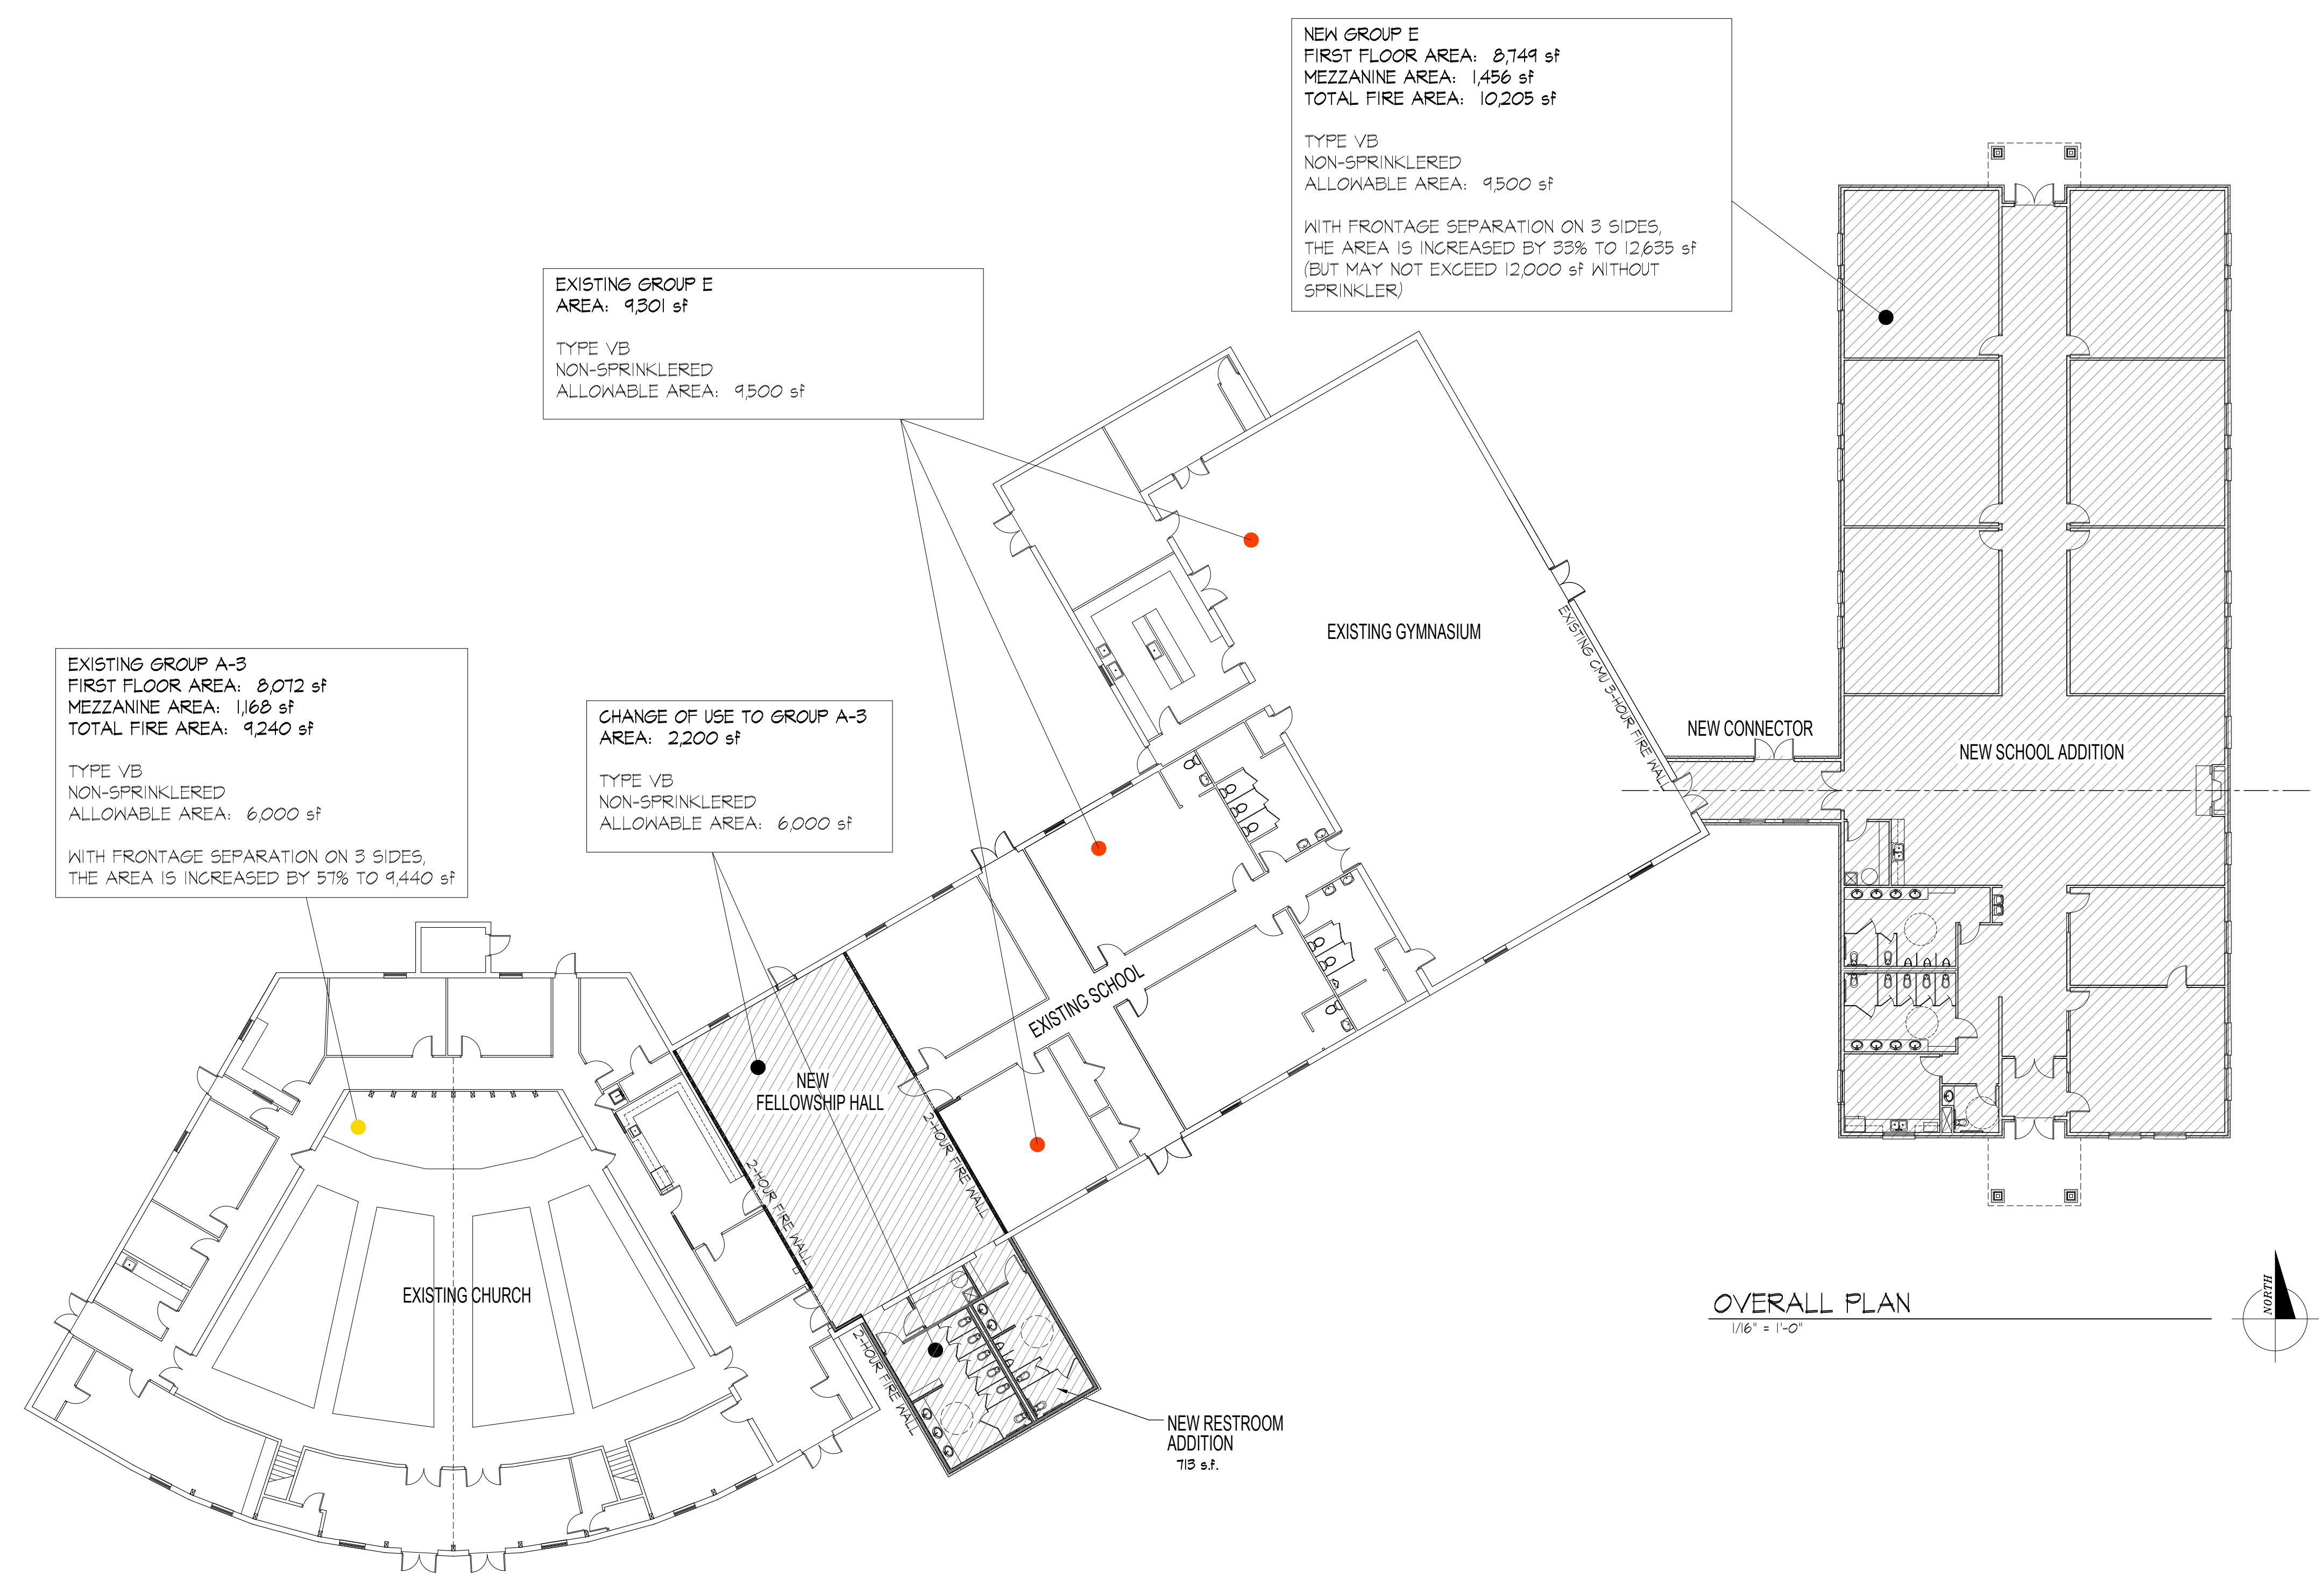 NEW GROUP E
FIRST FLOOR AREA: 8,749 sf
MEZZANINE AREA: 1,456 sf
TOTAL FIRE AREA: 10,205 sf
TYPE VB
NON-SPRINKLERED
ALLOWABLE AREA: 9,500 sf
WITH FRONTAGE SEPARATION ON 3 SIDES,
THE AREA IS INCREASED BY 33% TO 12,635 sf
(BUT MAY NOT EXCEED 12,000 sf WITHOUT
SPRINKLER)
EXISTING GROUP E
AREA: 9,301 sf
TYPE VB
NON-SPRINKLERED
ALLOWABLE AREA: 9,500 sf
EXISTING GROUP A-3
FIRST FLOOR AREA: 8,072 sf
MEZZANINE AREA: 1,168 sf
TOTAL FIRE AREA: 9,240 sf
TYPE VB
NON-SPRINKLERED
ALLOWABLE AREA: 6,000 sf
WITH FRONTAGE SEPARATION ON 3 SIDES,
THE AREA IS INCREASED BY 57% TO 9,440 sf
CHANGE OF USE TO GROUP A-3
AREA: 2,200 sf
TYPE VB
NON-SPRINKLERED
ALLOWABLE AREA: 6,000 sf
EXISTING GYMNASIUM
EXISTING CMU 3-HOUR FIRE WALL
NEW CONNECTOR
NEW SCHOOL ADDITION
EXISTING SCHOOL
NEW
FELLOWSHIP HALL
2-HOUR FIRE WALL
2-HOUR FIRE WALL
2-HOUR FIRE WALL
EXISTING CHURCH
NEW RESTROOM
ADDITION
713 s.f.
OVERALL PLAN
1/16" = 1'-0"
NORTH